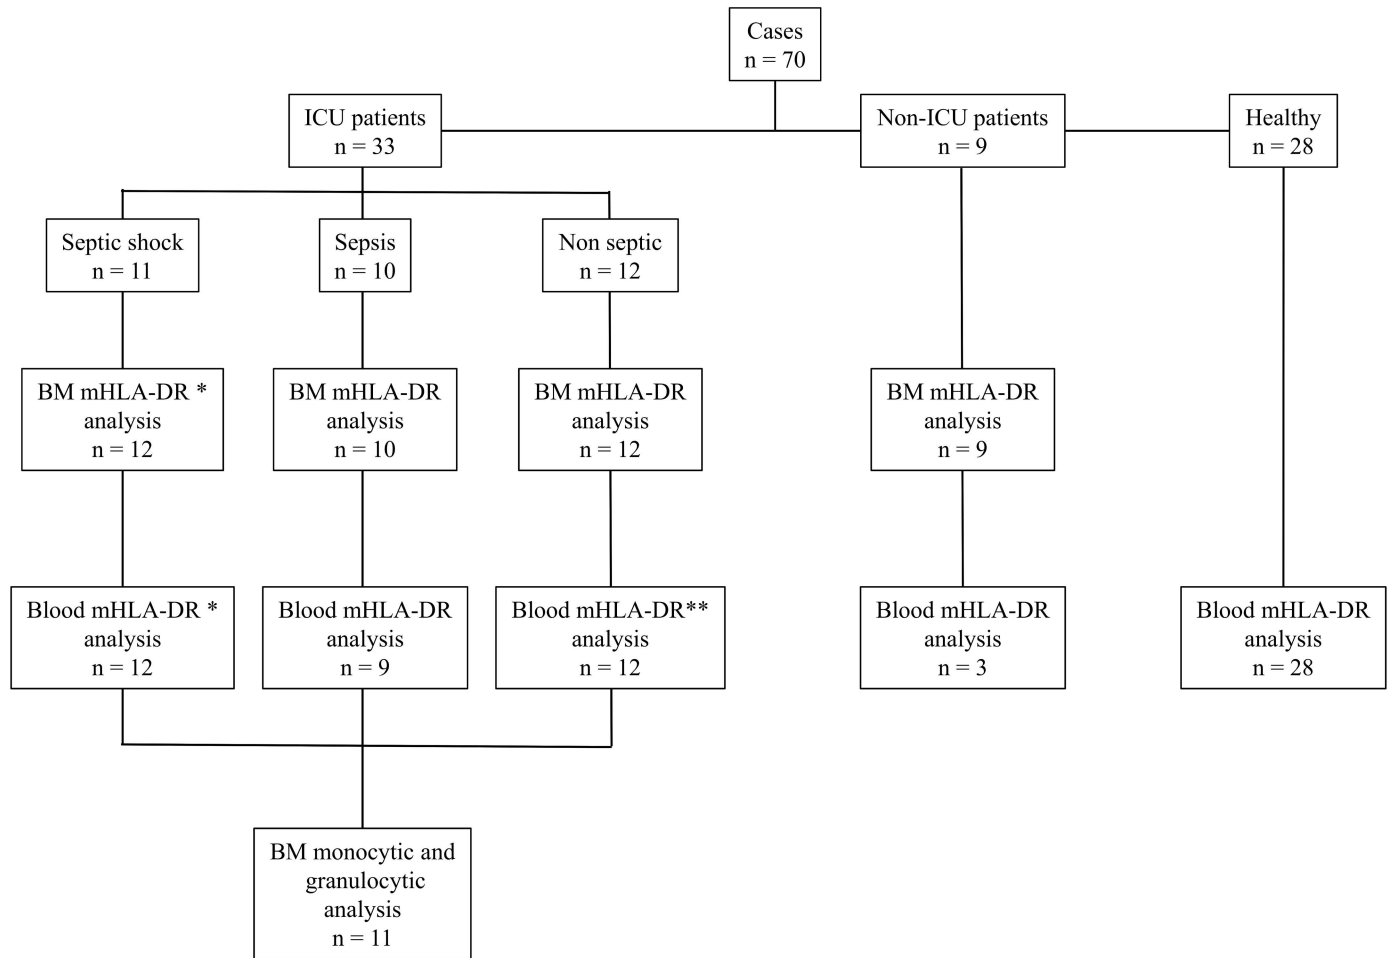 Cases
n = 70
ICU patients
n = 33
Non-ICU patients
n = 9
Healthy
n = 28
Septic shock
n = 11
Sepsis
n = 10
Non septic
n = 12
BM mHLA-DR *
analysis
n = 12
BM mHLA-DR
analysis
n = 10
BM mHLA-DR
analysis
n = 12
BM mHLA-DR
analysis
n = 9
Blood mHLA-DR *
analysis
n = 12
Blood mHLA-DR
analysis
n = 9
Blood mHLA-DR**
analysis
n = 12
Blood mHLA-DR
analysis
n = 3
Blood mHLA-DR
analysis
n = 28
BM monocytic and
granulocytic
analysis
n = 11